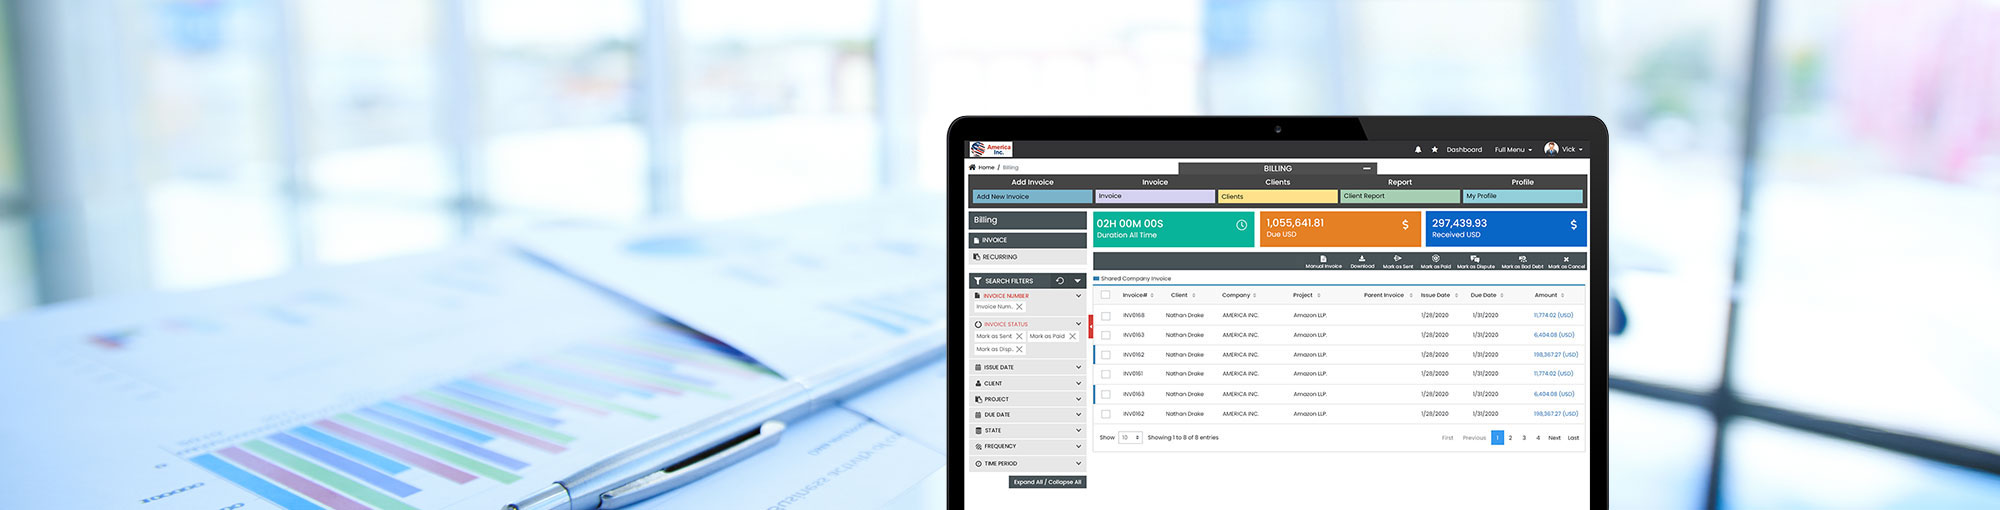 America
Inc.
Dashboard Full Menu Vick
Home / Billing
BILLING
Add Invoice Invoice Clients Report Profile
Add New Invoice Invoice Clients Client Report My Profile
Billing
INVOICE
RECURRING
02H 00M 00S
Duration All Time
1,055,641.81
Due USD
297,439.93
Received USD
Manual Invoice Download Mark as Sent Mark as Paid Mark as Dispute Mark as Bad Debt Mark as Cancel
SEARCH FILTERS
INVOICE NUMBER
Invoice Num..
INVOICE STATUS
Mark as Sent Mark as Paid
Mark as Disp..
ISSUE DATE
CLIENT
PROJECT
DUE DATE
STATE
FREQUENCY
TIME PERIOD
Expand All / Collapse All
Shared Company Invoice
Invoice# Client Company Project Parent Invoice Issue Date Due Date Amount
INV0168 Nathan Drake AMERICA INC. Amazon LLP. 1/28/2020 1/31/2020 11,774.02 (USD)
INV0163 Nathan Drake AMERICA INC. Amazon LLP. 1/28/2020 1/31/2020 6,404.08 (USD)
INV0162 Nathan Drake AMERICA INC. Amazon LLP. 1/28/2020 1/31/2020 198,367.27 (USD)
INV0161 Nathan Drake AMERICA INC. Amazon LLP. 1/28/2020 1/31/2020 11,774.02 (USD)
INV0163 Nathan Drake AMERICA INC. Amazon LLP. 1/28/2020 1/31/2020 6,404.08 (USD)
INV0162 Nathan Drake AMERICA INC. Amazon LLP. 1/28/2020 1/31/2020 198,367.27 (USD)
Show 10 Showing 1 to 8 of 8 entries
First Previous 1 2 3 4 Next Last